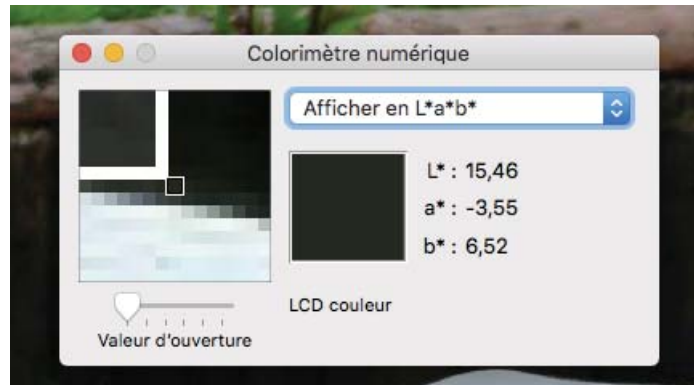 Colorimètre numérique
Afficher en L*a*b*
L* : 15,46
a* : -3,55
b* : 6,52
LCD couleur
Valeur d'ouverture